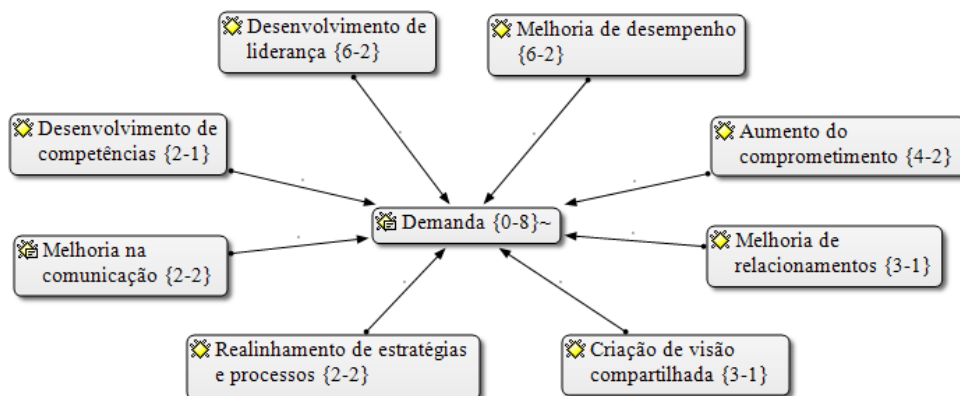 Desenvolvimento de
liderança {6-2}
Melhoria de desempenho
{6-2}
Desenvolvimento de
competências {2-1}
Aumento do
comprometimento {4-2}
Demanda {0-8}~
Melhoria na
comunicação {2-2}
Melhoria de
relacionamentos {3-1}
Realinhamento de estratégias
e processos {2-2}
Criação de visão
compartilhada {3-1}